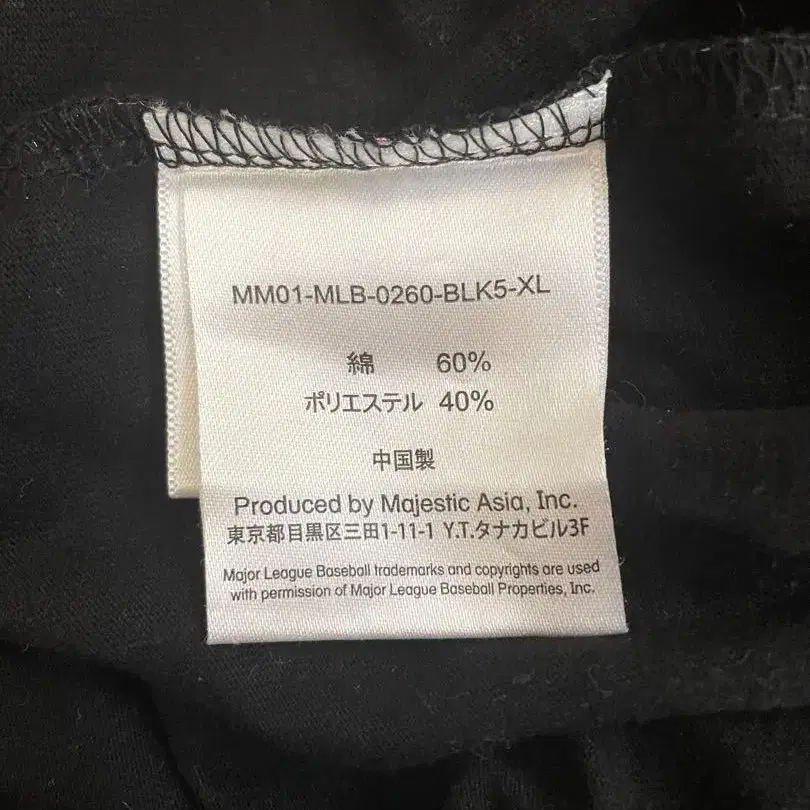 MM01-MLB-0260-BLK5-XL
綿 60%
ポリエステル 40%
中国製
Produced by Majestic Asia, Inc.
東京都目黒区三田1-11-1 Y.T.タナカビル3F
Major League Baseball trademarks and copyrights are used
with permission of Major League Baseball Properties, Inc.